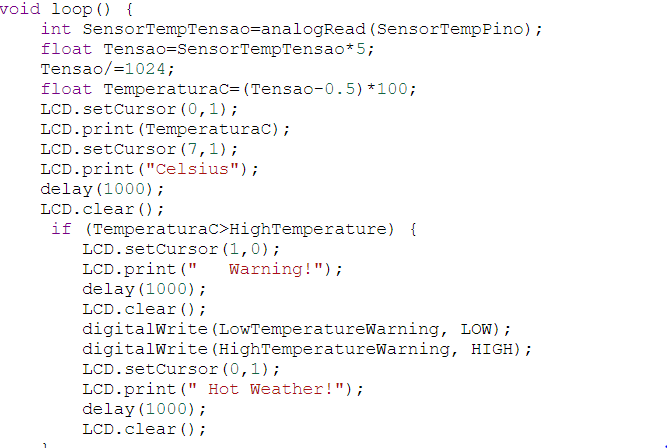 void loop() {
    int SensorTempTensao=analogRead(SensorTempPino);
    float Tensao=SensorTempTensao*5;
    Tensao/=1024;
    float TemperaturaC=(Tensao-0.5)*100;
    LCD.setCursor(0,1);
    LCD.print(TemperaturaC);
    LCD.setCursor(7,1);
    LCD.print("Celsius");
    delay(1000);
    LCD.clear();
     if (TemperaturaC>HighTemperature) {
        LCD.setCursor(1,0);
        LCD.print("   Warning!");
        delay(1000);
        LCD.clear();
        digitalWrite(LowTemperatureWarning, LOW);
        digitalWrite(HighTemperatureWarning, HIGH);
        LCD.setCursor(0,1);
        LCD.print(" Hot Weather!");
        delay(1000);
        LCD.clear();